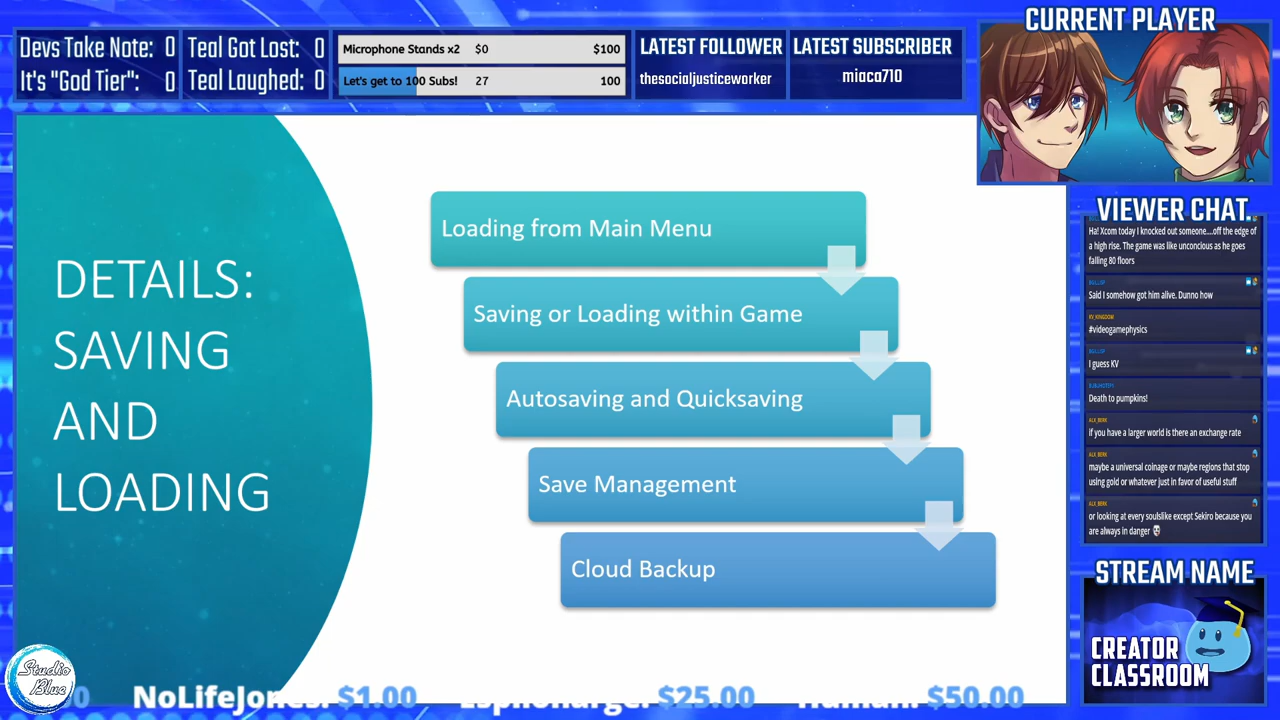 Devs Take Note: 0
It's "God Tier": 0
Teal Got Lost: 0
Teal Laughed: 0
Microphone Stands x2 $0 $100
Let's get to 100 Subs! 27 100
LATEST FOLLOWER
thesocialjusticeworker
LATEST SUBSCRIBER
miaca710
CURRENT PLAYER
DETAILS:
SAVING
AND
LOADING
Loading from Main Menu
Saving or Loading within Game
Autosaving and Quicksaving
Save Management
Cloud Backup
VIEWER CHAT.
Ha! Xcom today I knocked out someone....off the edge of
a high rise. The game was like unconcious as he goes
falling 80 floors
Said I somehow got him alive. Dunno how
KV_KINGDOM
#videogamephysics
I guess KV
Death to pumpkins!
ALX_BERK
if you have a larger world is there an exchange rate
ALX_BERK
maybe a universal coinage or maybe regions that stop
using gold or whatever just in favor of useful stuff
ALX_BERK
or looking at every soulslike except Sekiro because you
are always in danger
STREAM NAME
CREATOR
CLASSROOM
Studio
Blue
NoLifeJones: $1.00 $25.00 $50.00